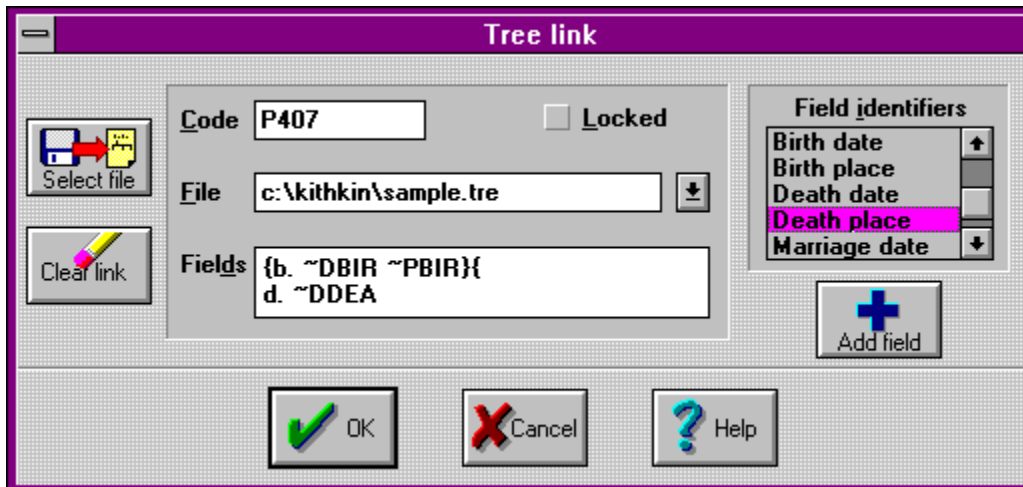 Tree link
Select file
Clear link
Code P407
Locked
File c:\kithkin\sample.tre
Fields {b. ~DBIR ~PBIR}{
d. ~DDEA
Field identifiers
Birth date
Birth place
Death date
Death place
Marriage date
Add field
OK
Cancel
Help